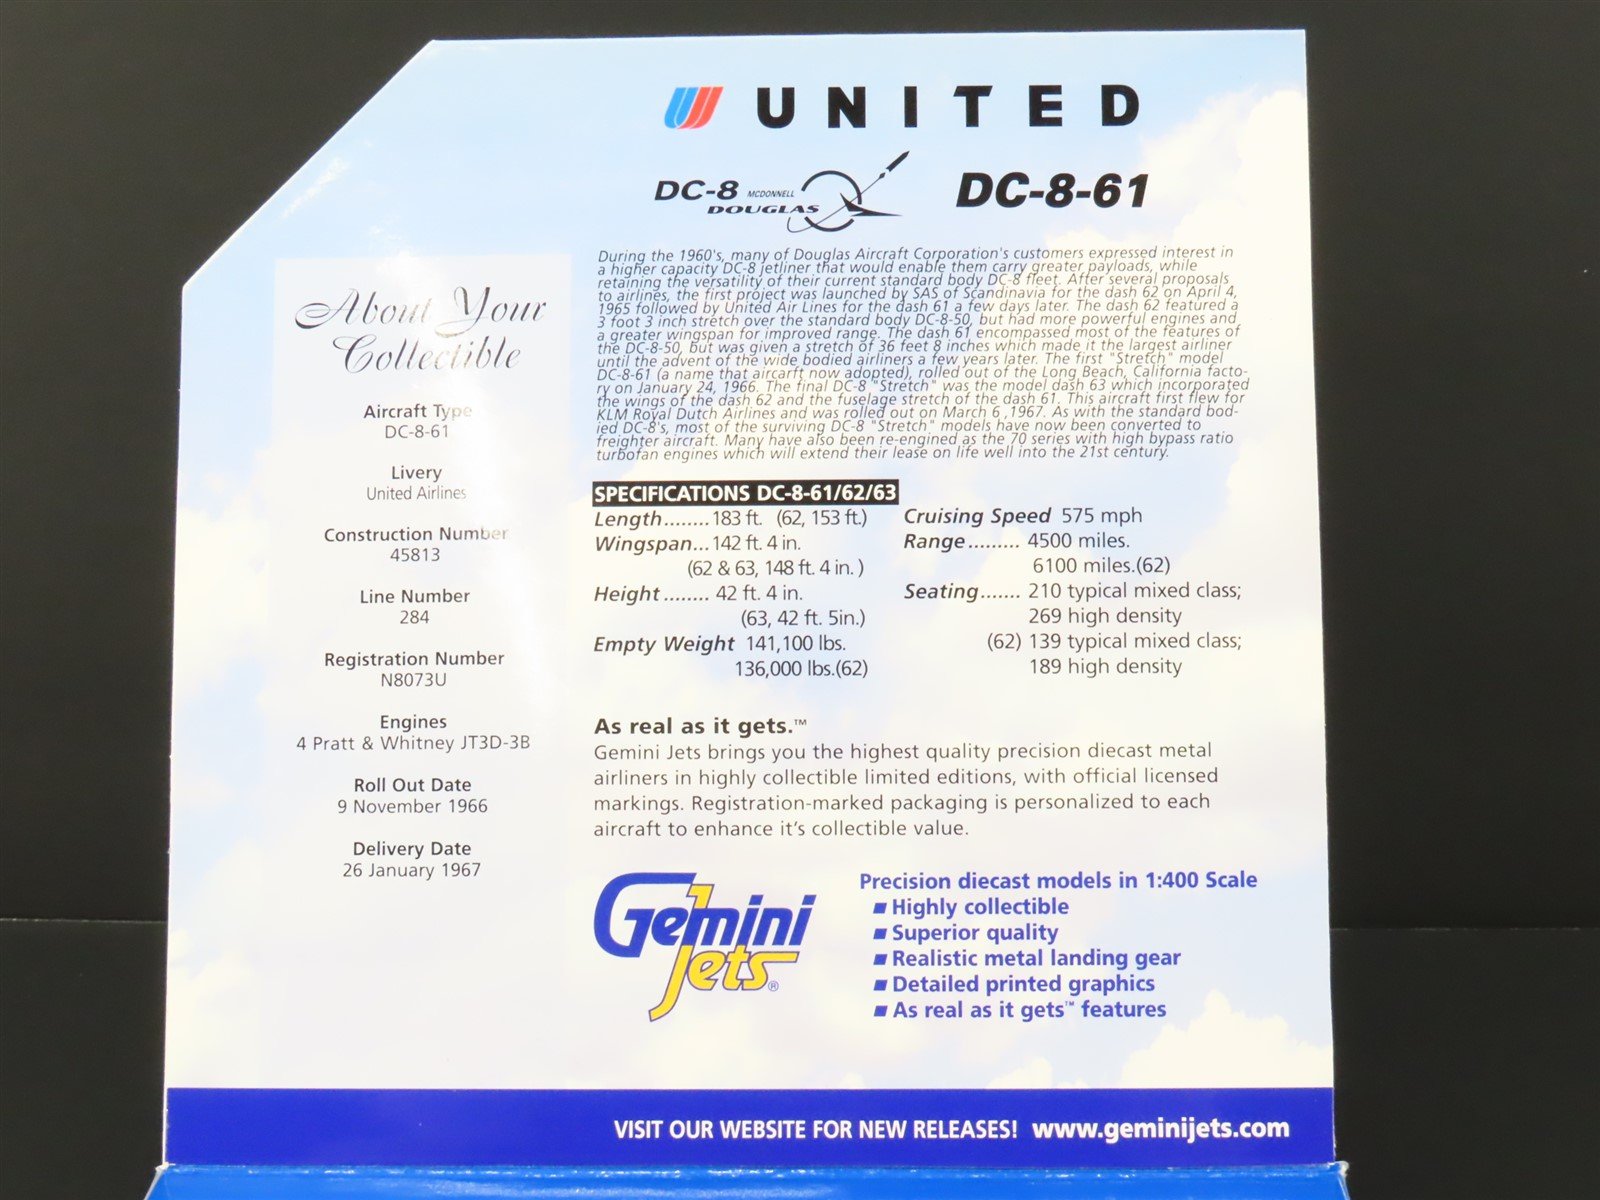 UNITED
DC-8 MCDONNELL
DOUGLAS
DC-8-61
During the 1960's, many of Douglas Aircraft Corporation's customers expressed interest in
a higher capacity DC-8 jetliner that would enable them carry greater payloads, while
retaining the versatility of their current standard body DC-8 fleet. After several proposals
to airlines, the first project was launched by SAS of Scandinavia for the dash 62 on April 4,
1965 followed by United Air Lines for the dash 61 a few days later. The dash 62 featured a
3 foot 3 inch stretch over the standard body DC-8-50, but had more powerful engines and
a greater wingspan for improved range. The dash 61 encompassed most of the features of
the DC-8-50, but was given a stretch of 36 feet 8 inches which made it the largest airliner
until the advent of the wide bodied airliners a few years later. The first "Stretch" model
DC-8-61 (a name that aircarft now adopted), rolled out of the Long Beach, California facto-
ry on January 24, 1966. The final DC-8 "Stretch" was the model dash 63 which incorporated
the wings of the dash 62 and the fuselage stretch of the dash 61. This aircraft first flew for
KLM Royal Dutch Airlines and was rolled out on March 6 ,1967. As with the standard bod-
ied DC-8's, most of the surviving DC-8 "Stretch" models have now been converted to
freighter aircraft. Many have also been re-engined as the 70 series with high bypass ratio
turbofan engines which will extend their lease on life well into the 21st century.
About Your
Collectible
Aircraft Type
DC-8-61
Livery
United Airlines
Construction Number
45813
Line Number
284
Registration Number
N8073U
Engines
4 Pratt & Whitney JT3D-3B
Roll Out Date
9 November 1966
Delivery Date
26 January 1967
SPECIFICATIONS DC-8-61/62/63
Length........183 ft. (62, 153 ft.)
Wingspan...142 ft. 4 in.
(62 & 63, 148 ft. 4 in. )
Height........ 42 ft. 4 in.
(63, 42 ft. 5in.)
Empty Weight 141,100 lbs.
136,000 lbs.(62)
Cruising Speed 575 mph
Range......... 4500 miles.
6100 miles.(62)
Seating....... 210 typical mixed class;
269 high density
(62) 139 typical mixed class;
189 high density
As real as it gets.™
Gemini Jets brings you the highest quality precision diecast metal
airliners in highly collectible limited editions, with official licensed
markings. Registration-marked packaging is personalized to each
aircraft to enhance it's collectible value.
Gemini
Jets®
Precision diecast models in 1:400 Scale
■ Highly collectible
■ Superior quality
■ Realistic metal landing gear
■ Detailed printed graphics
■ As real as it gets™ features
VISIT OUR WEBSITE FOR NEW RELEASES! www.geminijets.com